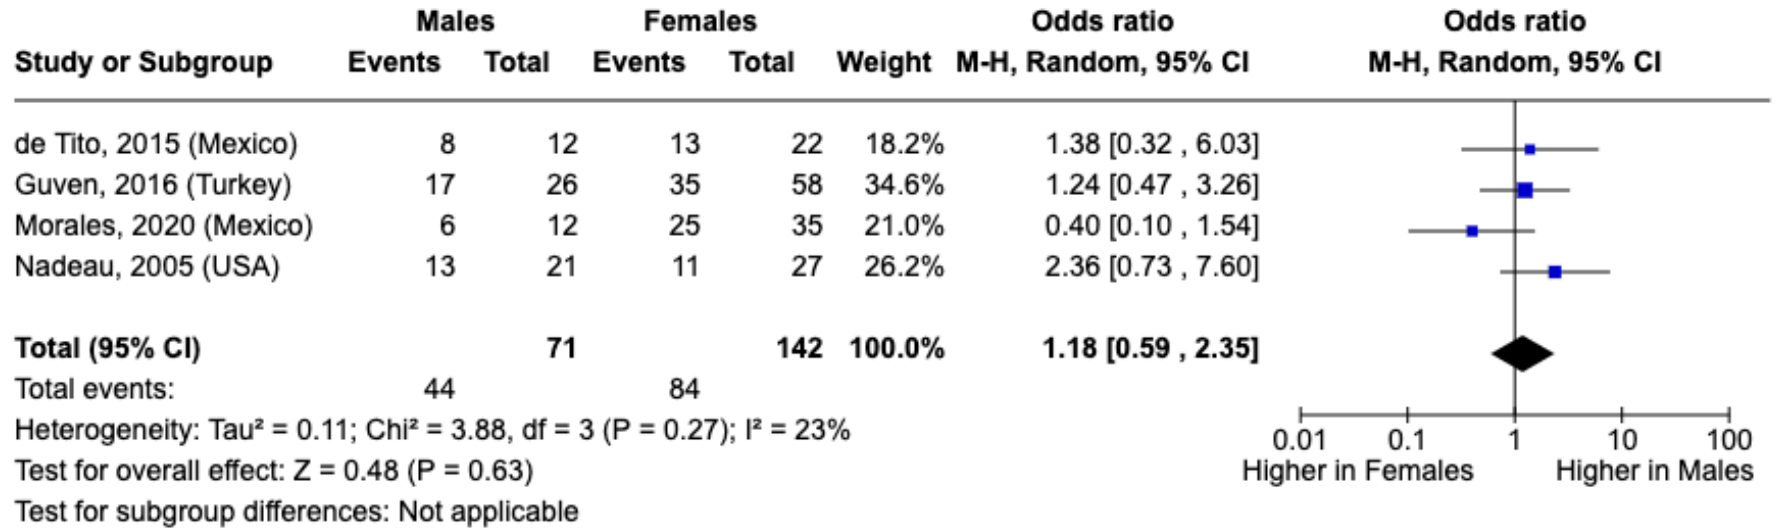 Males Females Odds ratio Odds ratio
Study or Subgroup Events Total Events Total Weight M-H, Random, 95% CI M-H, Random, 95% CI
de Tito, 2015 (Mexico) 8 12 13 22 18.2% 1.38 [0.32 , 6.03]
Guven, 2016 (Turkey) 17 26 35 58 34.6% 1.24 [0.47 , 3.26]
Morales, 2020 (Mexico) 6 12 25 35 21.0% 0.40 [0.10 , 1.54]
Nadeau, 2005 (USA) 13 21 11 27 26.2% 2.36 [0.73 , 7.60]
Total (95% CI) 71 142 100.0% 1.18 [0.59 , 2.35]
Total events: 44 84
Heterogeneity: Tau² = 0.11; Chi² = 3.88, df = 3 (P = 0.27); I² = 23%
0.01 0.1 1 10 100
Test for overall effect: Z = 0.48 (P = 0.63)
Higher in Females Higher in Males
Test for subgroup differences: Not applicable